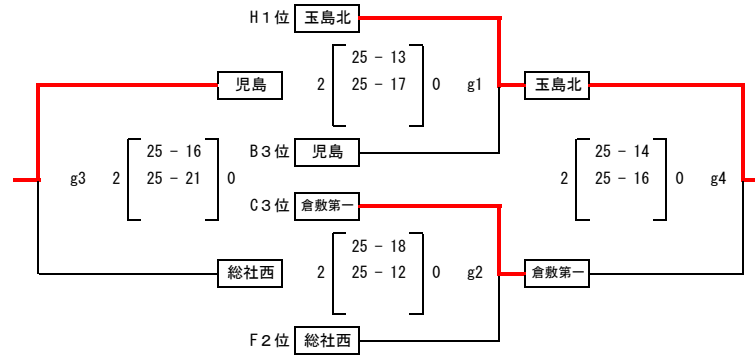 H1位 玉島北
25 - 13
児島 2 25 - 17 0 g1 玉島北
B3位 児島
25 - 16 25 - 14
g3 2 25 - 21 0 2 25 - 16 0 g4
C3位 倉敷第一
25 - 18
総社西 2 25 - 12 0 g2 倉敷第一
F2位 総社西